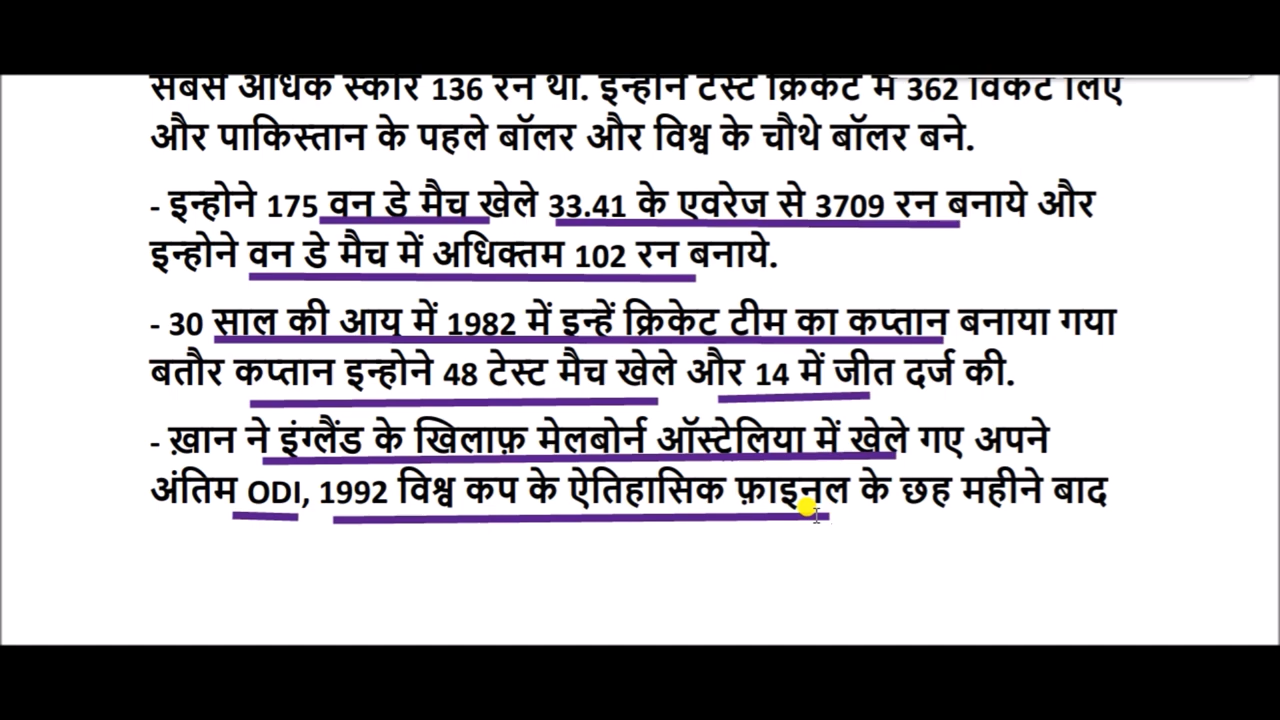 सबसे अधिक स्कोर 136 रन था. इन्होने टेस्ट क्रिकेट में 362 विकेट लिए
और पाकिस्तान के पहले बॉलर और विश्व के चौथे बॉलर बने.
- इन्होने 175 वन डे मैच खेले 33.41 के एवरेज से 3709 रन बनाये और
इन्होने वन डे मैच में अधिक्तम 102 रन बनाये.
- 30 साल की आयु में 1982 में इन्हें क्रिकेट टीम का कप्तान बनाया गया
बतौर कप्तान इन्होने 48 टेस्ट मैच खेले और 14 में जीत दर्ज की.
- ख़ान ने इंग्लैंड के खिलाफ़ मेलबोर्न ऑस्टेलिया में खेले गए अपने
अंतिम ODI, 1992 विश्व कप के ऐतिहासिक फ़ाइनल के छह महीने बाद